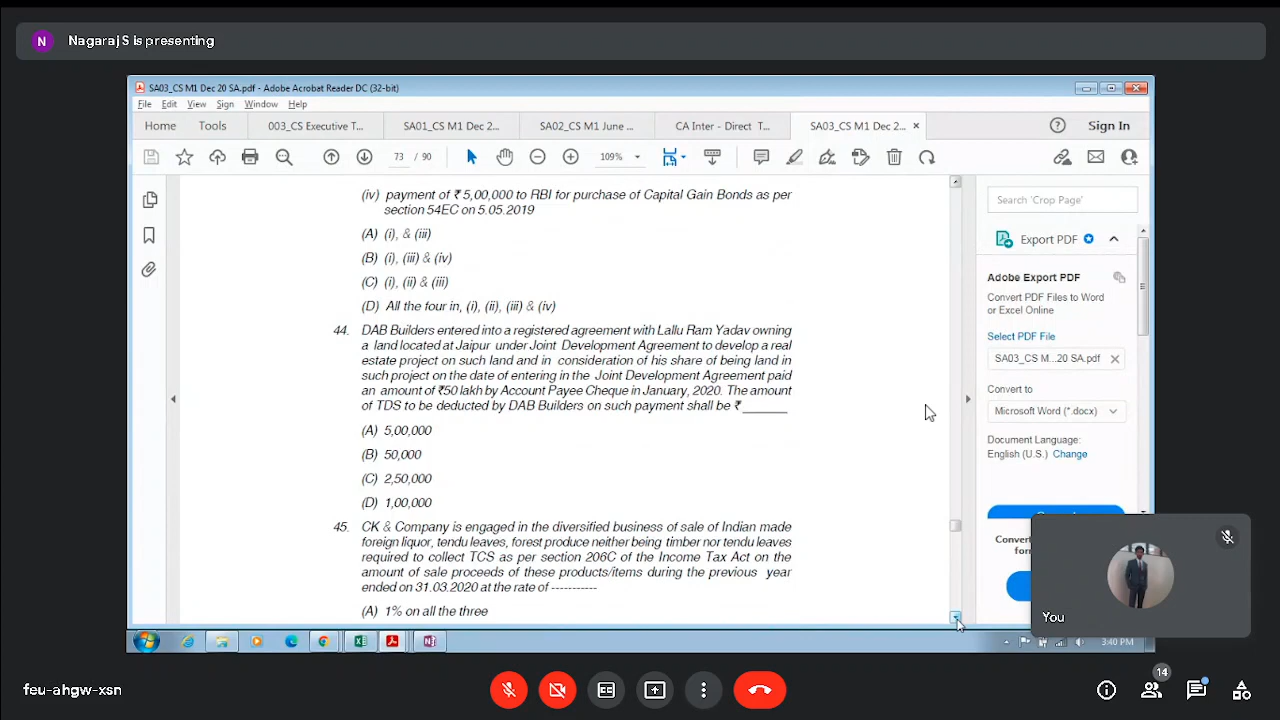 N Nagaraj S is presenting
SA03_CS M1 Dec 20 SA.pdf - Adobe Acrobat Reader DC (32-bit)
File Edit View Sign Window Help
Home Tools 003_CS Executive T... SA01_CS M1 Dec 2... SA02_CS M1 June ... CA Inter - Direct T... SA03_CS M1 Dec 2... × ? Sign In
73 / 90 109%
(iv) payment of ₹ 5,00,000 to RBI for purchase of Capital Gain Bonds as per
section 54EC on 5.05.2019
(A) (i), & (iii)
(B) (i), (iii) & (iv)
(C) (i), (ii) & (iii)
(D) All the four in, (i), (ii), (iii) & (iv)
44. DAB Builders entered into a registered agreement with Lallu Ram Yadav owning
a land located at Jaipur under Joint Development Agreement to develop a real
estate project on such land and in consideration of his share of being land in
such project on the date of entering in the Joint Development Agreement paid
an amount of ₹50 lakh by Account Payee Cheque in January, 2020. The amount
of TDS to be deducted by DAB Builders on such payment shall be ₹ _______
(A) 5,00,000
(B) 50,000
(C) 2,50,000
(D) 1,00,000
45. CK & Company is engaged in the diversified business of sale of Indian made
foreign liquor, tendu leaves, forest produce neither being timber nor tendu leaves
required to collect TCS as per section 206C of the Income Tax Act on the
amount of sale proceeds of these products/items during the previous year
ended on 31.03.2020 at the rate of -----------
(A) 1% on all the three
Search 'Crop Page'
Export PDF
Adobe Export PDF
Convert PDF Files to Word
or Excel Online
Select PDF File
SA03_CS M...20 SA.pdf ×
Convert to
Microsoft Word (*.docx)
Document Language:
English (U.S.) Change
You
3:40 PM
feu-ahgw-xsn
14